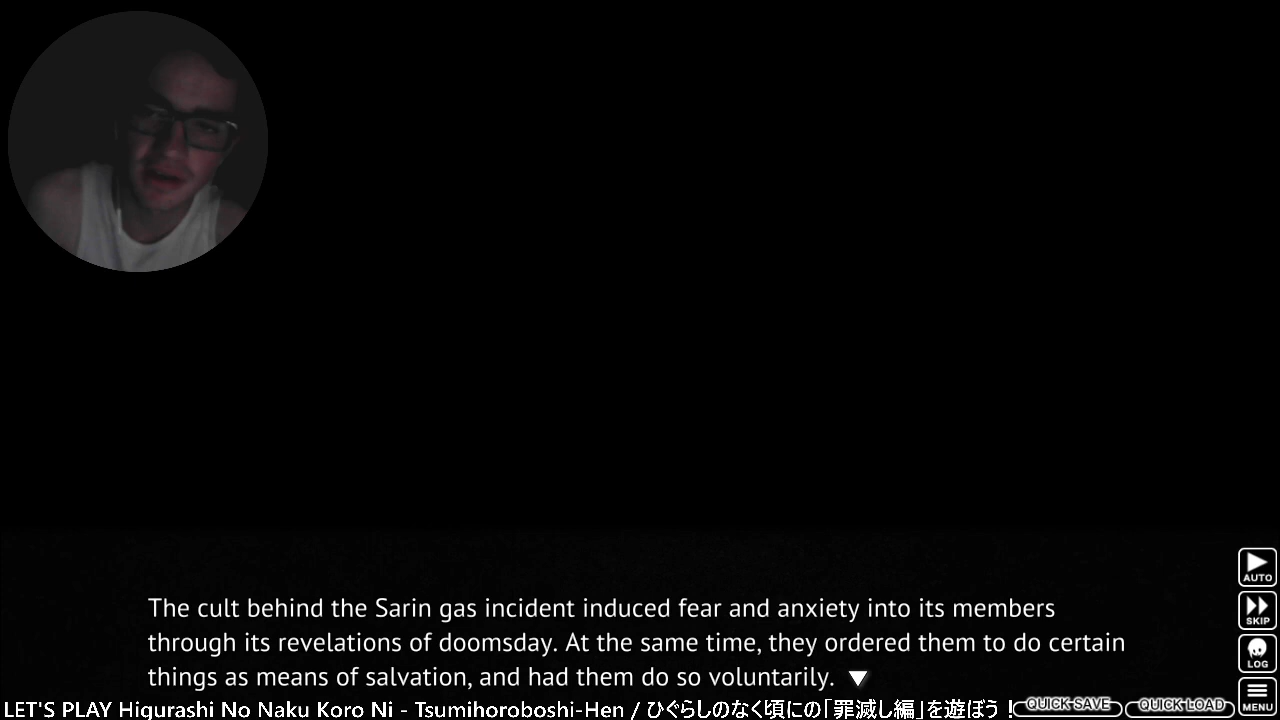 The cult behind the Sarin gas incident induced fear and anxiety into its members
through its revelations of doomsday. At the same time, they ordered them to do certain
things as means of salvation, and had them do so voluntarily.
AUTO
SKIP
LOG
MENU
QUICK SAVE
QUICK LOAD
LET'S PLAY Higurashi No Naku Koro Ni - Tsumihoroboshi-Hen / ひぐらしのなく頃にの「罪滅し編」を遊ぼう！